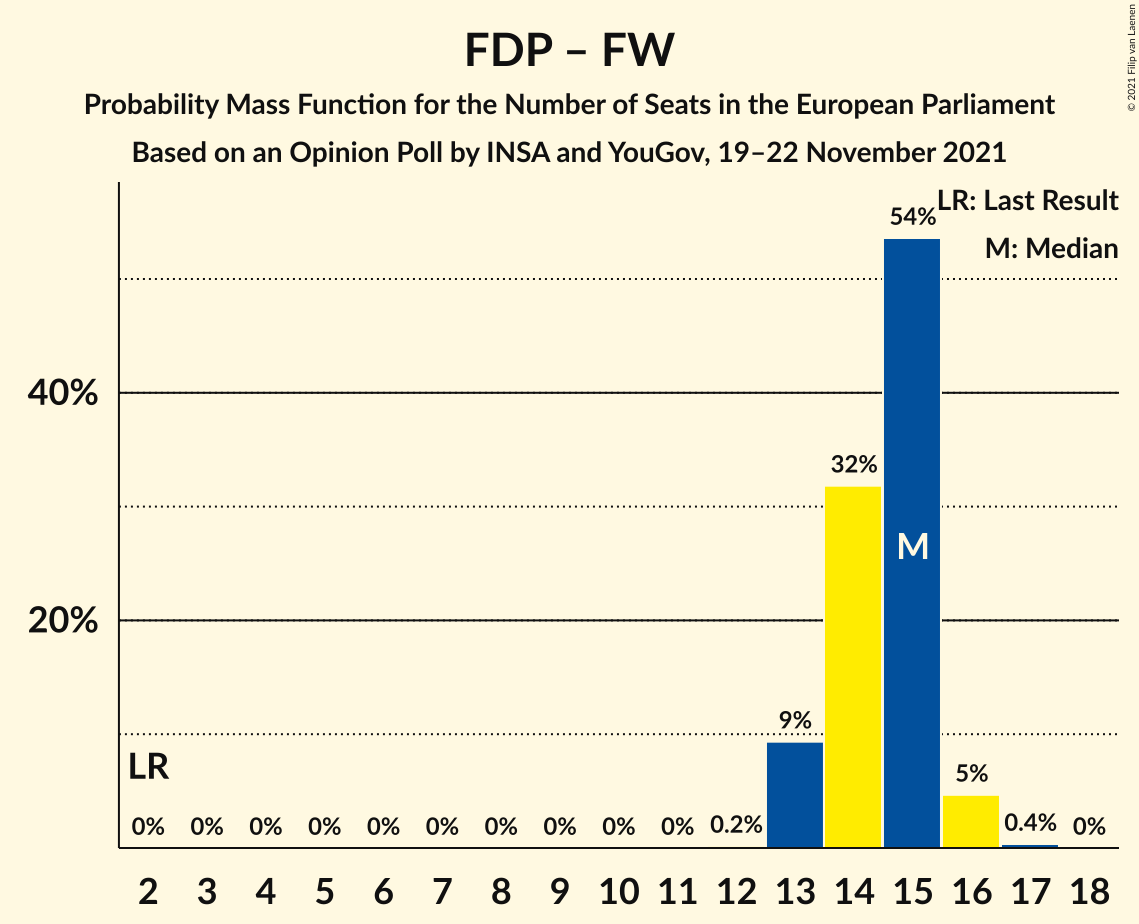 FDP – FW
Probability Mass Function for the Number of Seats in the European Parliament
Based on an Opinion Poll by INSA and YouGov, 19–22 November 2021
© 2021 Filip van Laenen
LR: Last Result
M: Median
54%
40%
32%
M
20%
9%
LR
5%
0% 0% 0% 0% 0% 0% 0% 0% 0% 0% 0.2% 0.4% 0%
2 3 4 5 6 7 8 9 10 11 12 13 14 15 16 17 18